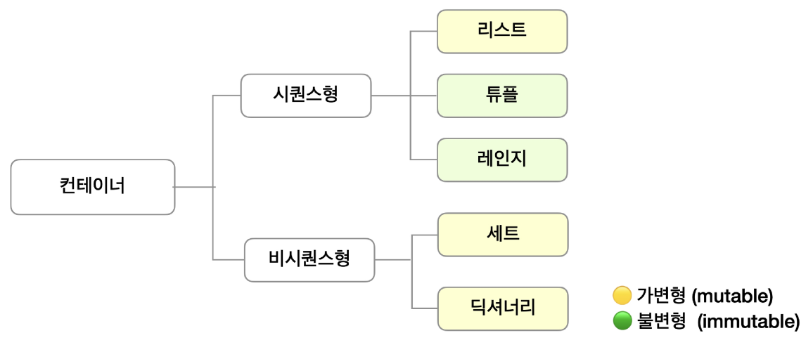 컨테이너
시퀀스형
리스트
튜플
레인지
비시퀀스형
세트
딕셔너리
가변형 (mutable)
불변형 (immutable)